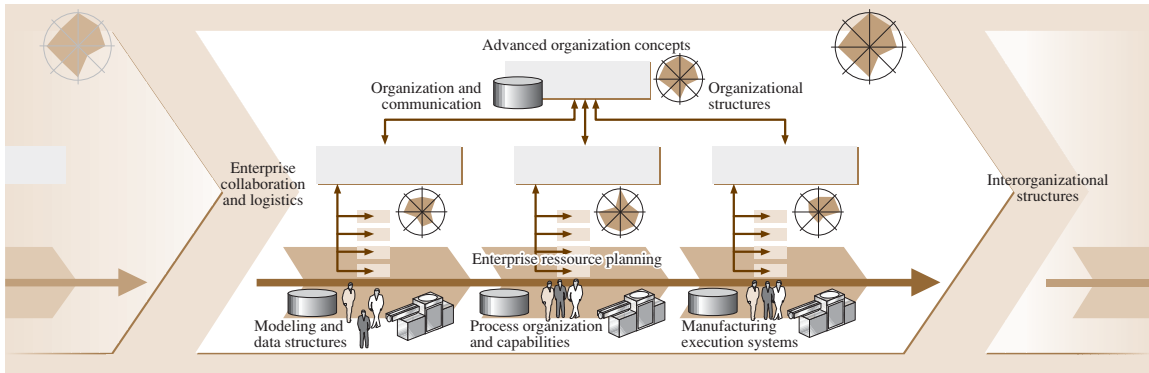 Advanced organization concepts
Organization and
communication
Organizational
structures
Enterprise
collaboration
and logistics
Interorganizational
structures
Enterprise ressource planning
Modeling and
data structures
Process organization
and capabilities
Manufacturing
execution systems